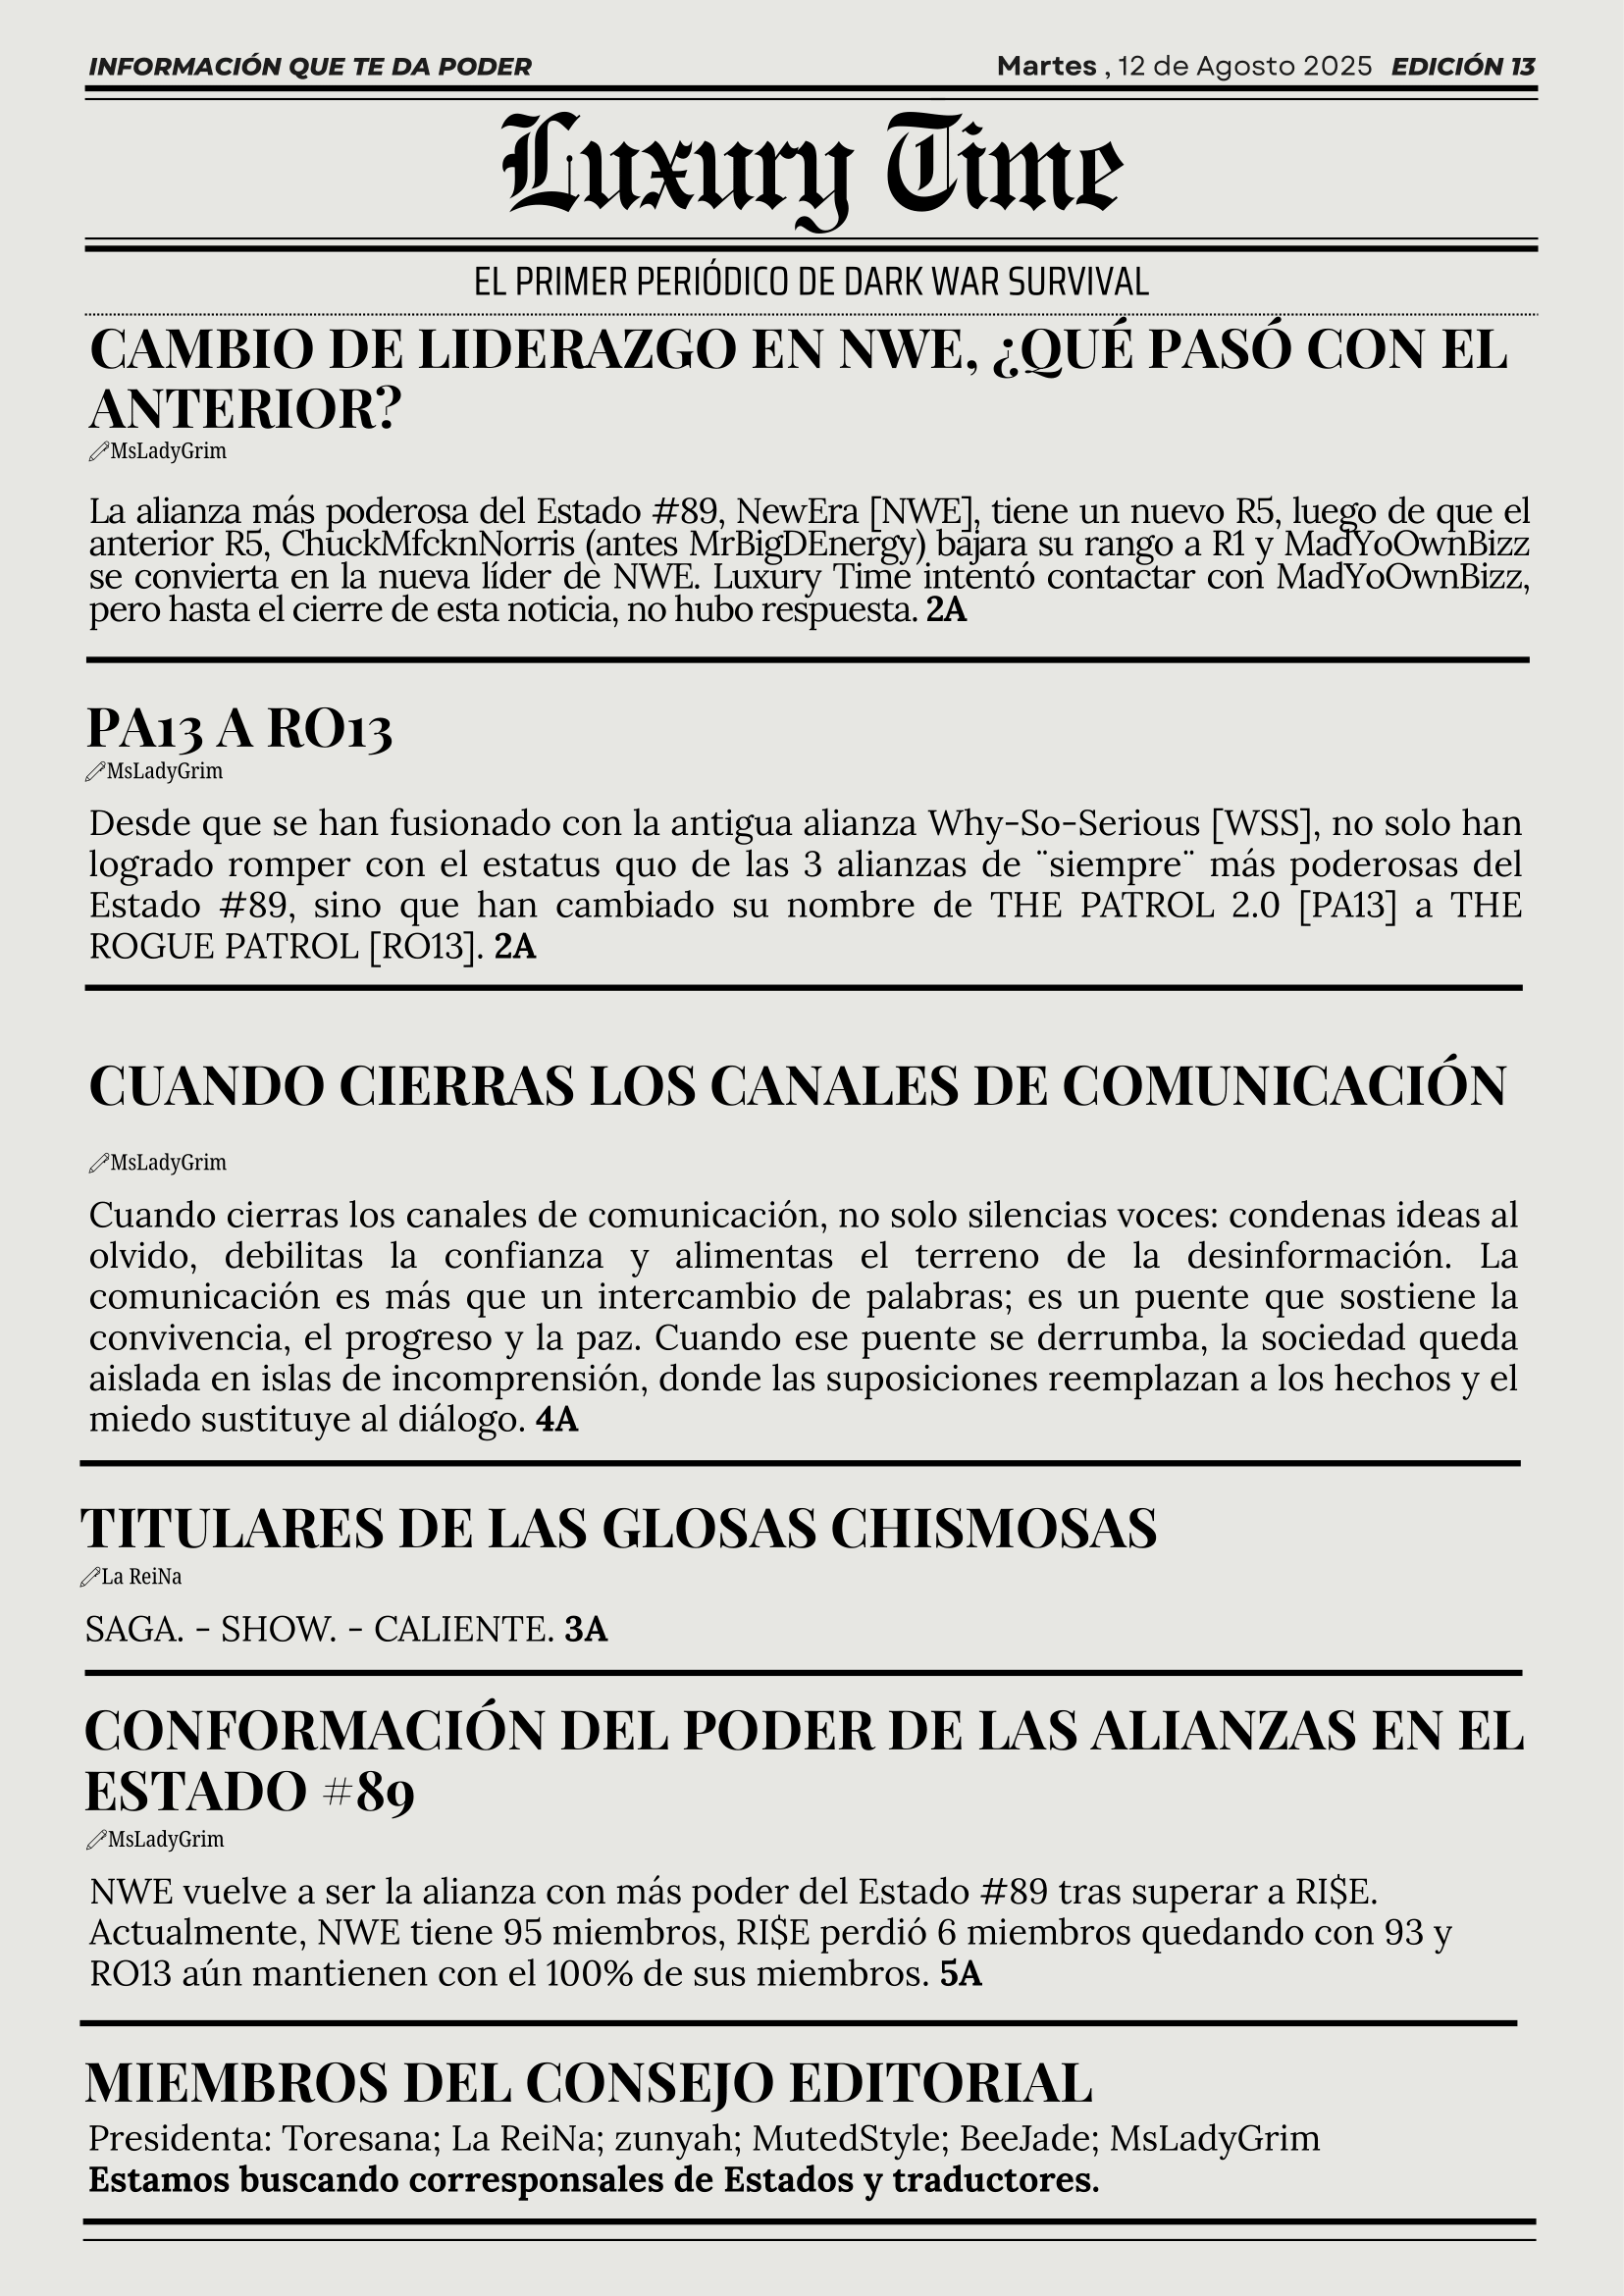 INFORMACIÓN QUE TE DA PODER
Martes , 12 de Agosto 2025 EDICIÓN 13
Luxury Time
EL PRIMER PERIÓDICO DE DARK WAR SURVIVAL
CAMBIO DE LIDERAZGO EN NWE, ¿QUÉ PASÓ CON EL
ANTERIOR?
MsLadyGrim
La alianza más poderosa del Estado #89, NewEra [NWE], tiene un nuevo R5, luego de que el
anterior R5, ChuckMfcknNorris (antes MrBigDEnergy) bajara su rango a R1 y MadYoOwnBizz
se convierta en la nueva líder de NWE. Luxury Time intentó contactar con MadYoOwnBizz,
pero hasta el cierre de esta noticia, no hubo respuesta. 2A
PA13 A RO13
MsLadyGrim
Desde que se han fusionado con la antigua alianza Why-So-Serious [WSS], no solo han
logrado romper con el estatus quo de las 3 alianzas de ¨siempre¨ más poderosas del
Estado #89, sino que han cambiado su nombre de THE PATROL 2.0 [PA13] a THE
ROGUE PATROL [RO13]. 2A
CUANDO CIERRAS LOS CANALES DE COMUNICACIÓN
MsLadyGrim
Cuando cierras los canales de comunicación, no solo silencias voces: condenas ideas al
olvido, debilitas la confianza y alimentas el terreno de la desinformación. La
comunicación es más que un intercambio de palabras; es un puente que sostiene la
convivencia, el progreso y la paz. Cuando ese puente se derrumba, la sociedad queda
aislada en islas de incomprensión, donde las suposiciones reemplazan a los hechos y el
miedo sustituye al diálogo. 4A
TITULARES DE LAS GLOSAS CHISMOSAS
La ReiNa
SAGA. - SHOW. - CALIENTE. 3A
CONFORMACIÓN DEL PODER DE LAS ALIANZAS EN EL
ESTADO #89
MsLadyGrim
NWE vuelve a ser la alianza con más poder del Estado #89 tras superar a RI$E.
Actualmente, NWE tiene 95 miembros, RI$E perdió 6 miembros quedando con 93 y
RO13 aún mantienen con el 100% de sus miembros. 5A
MIEMBROS DEL CONSEJO EDITORIAL
Presidenta: Toresana; La ReiNa; zunyah; MutedStyle; BeeJade; MsLadyGrim
Estamos buscando corresponsales de Estados y traductores.